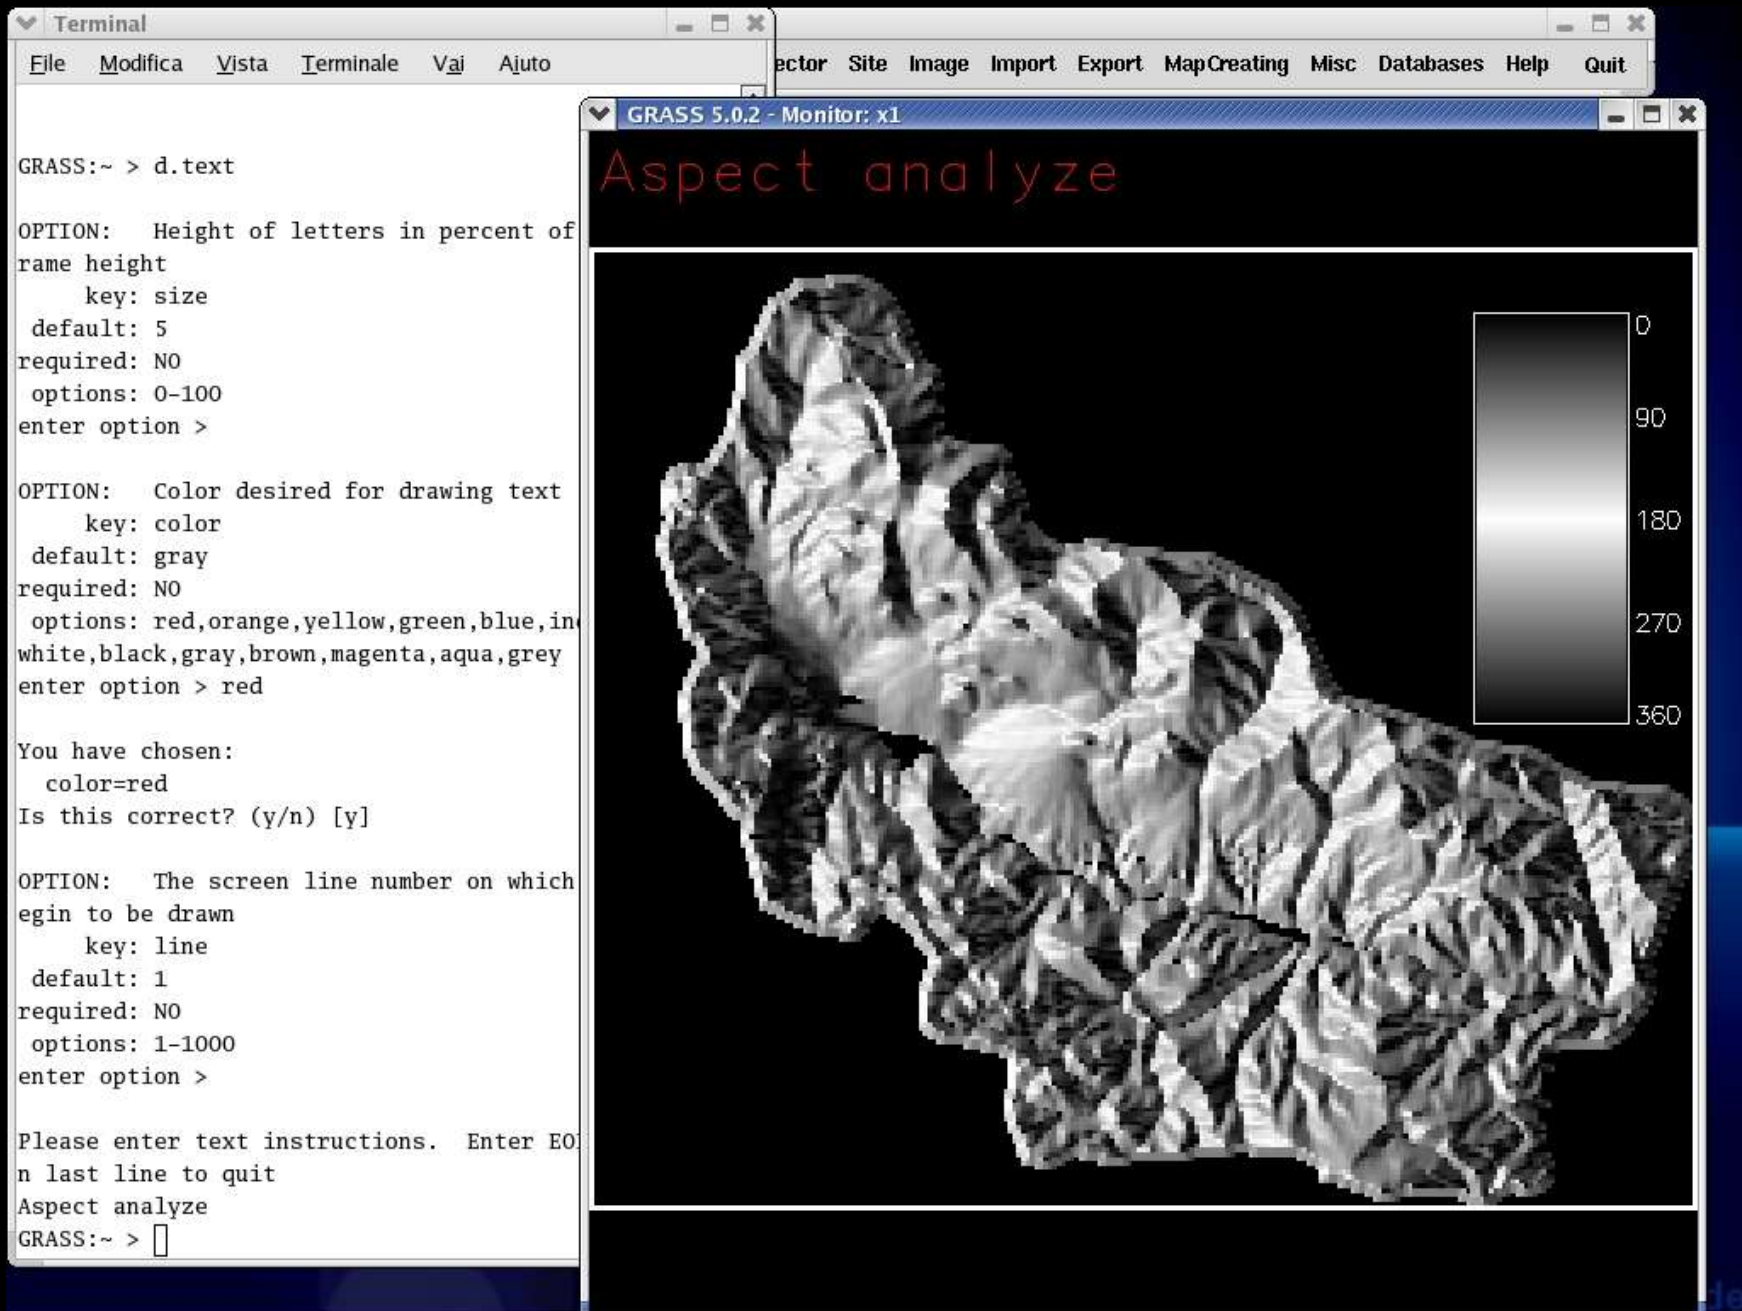 Terminal
File Modifica Vista Terminale Vai Aiuto
GRASS:~ > d.text
OPTION: Height of letters in percent of
rame height
key: size
default: 5
required: NO
options: 0-100
enter option >
OPTION: Color desired for drawing text
key: color
default: gray
required: NO
options: red,orange,yellow,green,blue,in
white,black,gray,brown,magenta,aqua,grey
enter option > red
You have chosen:
color=red
Is this correct? (y/n) [y]
OPTION: The screen line number on which
egin to be drawn
key: line
default: 1
required: NO
options: 1-1000
enter option >
Please enter text instructions. Enter EO
n last line to quit
Aspect analyze
GRASS:~ >
ector Site Image Import Export MapCreating Misc Databases Help Quit
GRASS 5.0.2 - Monitor: x1
Aspect analyze
0
90
180
270
360